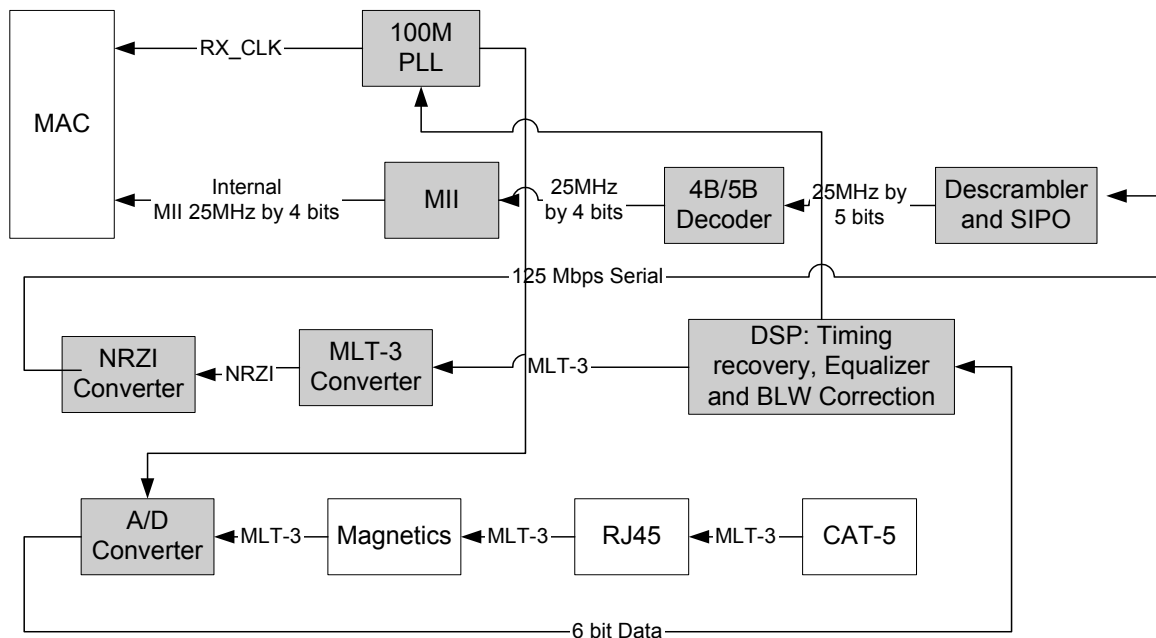 100M
PLL
RX_CLK
MAC
Internal
MII 25MHz by 4 bits
MII
25MHz
by 4 bits
4B/5B
Decoder
25MHz by
5 bits
Descrambler
and SIPO
125 Mbps Serial
NRZI
Converter
NRZI
MLT-3
Converter
MLT-3
DSP: Timing
recovery, Equalizer
and BLW Correction
A/D
Converter
MLT-3
Magnetics
MLT-3
RJ45
MLT-3
CAT-5
6 bit Data